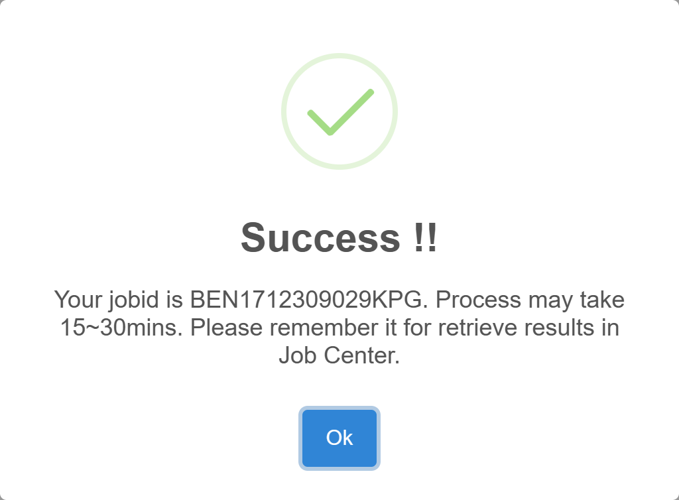 Success !!
Your jobid is BEN1712309029KPG. Process may take
15~30mins. Please remember it for retrieve results in
Job Center.
Ok